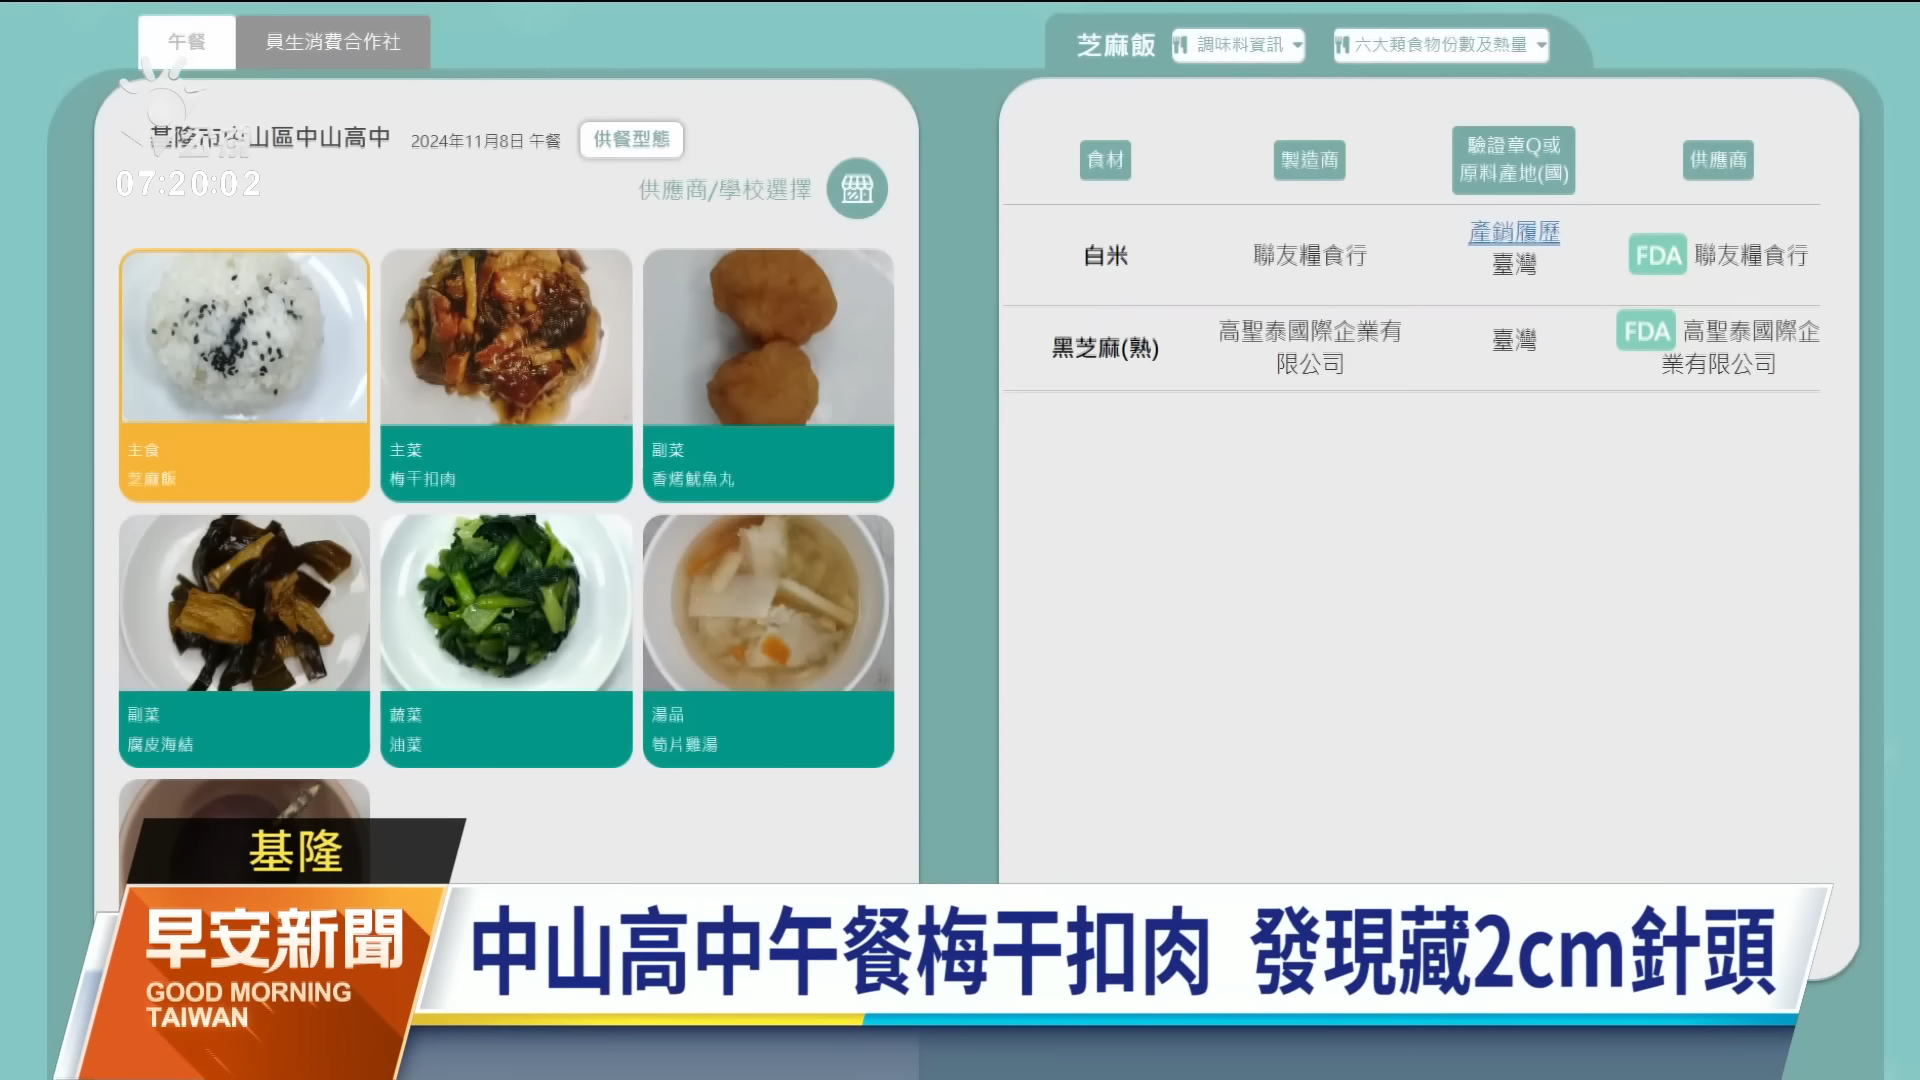 午餐
員生消費合作社
基隆市中山區中山高中
2024年11月8日 午餐
供餐型態
07:20:02
供應商/學校選擇
主食
芝麻飯
主菜
梅干扣肉
副菜
香烤魷魚丸
副菜
腐皮海結
蔬菜
油菜
湯品
筍片雞湯
芝麻飯
調味料資訊
六大類食物份數及熱量
食材
製造商
驗證章Q或
原料產地(國)
供應商
白米
聯友糧食行
產銷履歷
臺灣
FDA 聯友糧食行
黑芝麻(熟)
高聖泰國際企業有
限公司
臺灣
FDA 高聖泰國際企
業有限公司
基隆
早安新聞
GOOD MORNING
TAIWAN
中山高中午餐梅干扣肉 發現藏2cm針頭